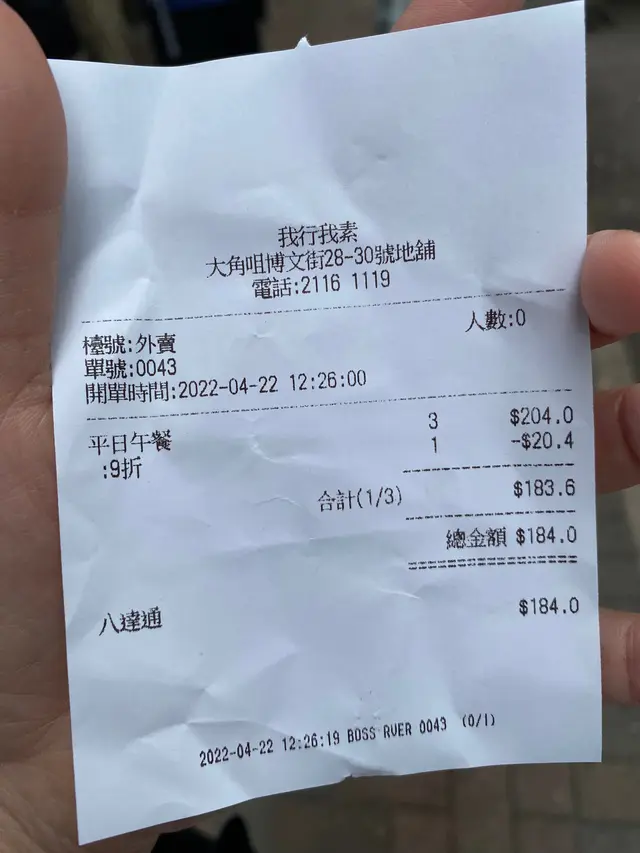 我行我素
大角咀博文街28-30號地舖
電話:2116 1119
人數:0
檯號:外賣
單號:0043
開單時間:2022-04-22 12:26:00
平日午餐 3 $204.0
:9折 1 -$20.4
合計(1/3) $183.6
總金額 $184.0
八達通 $184.0
2022-04-22 12:26:19 BOSS RVER 0043 (0/1)